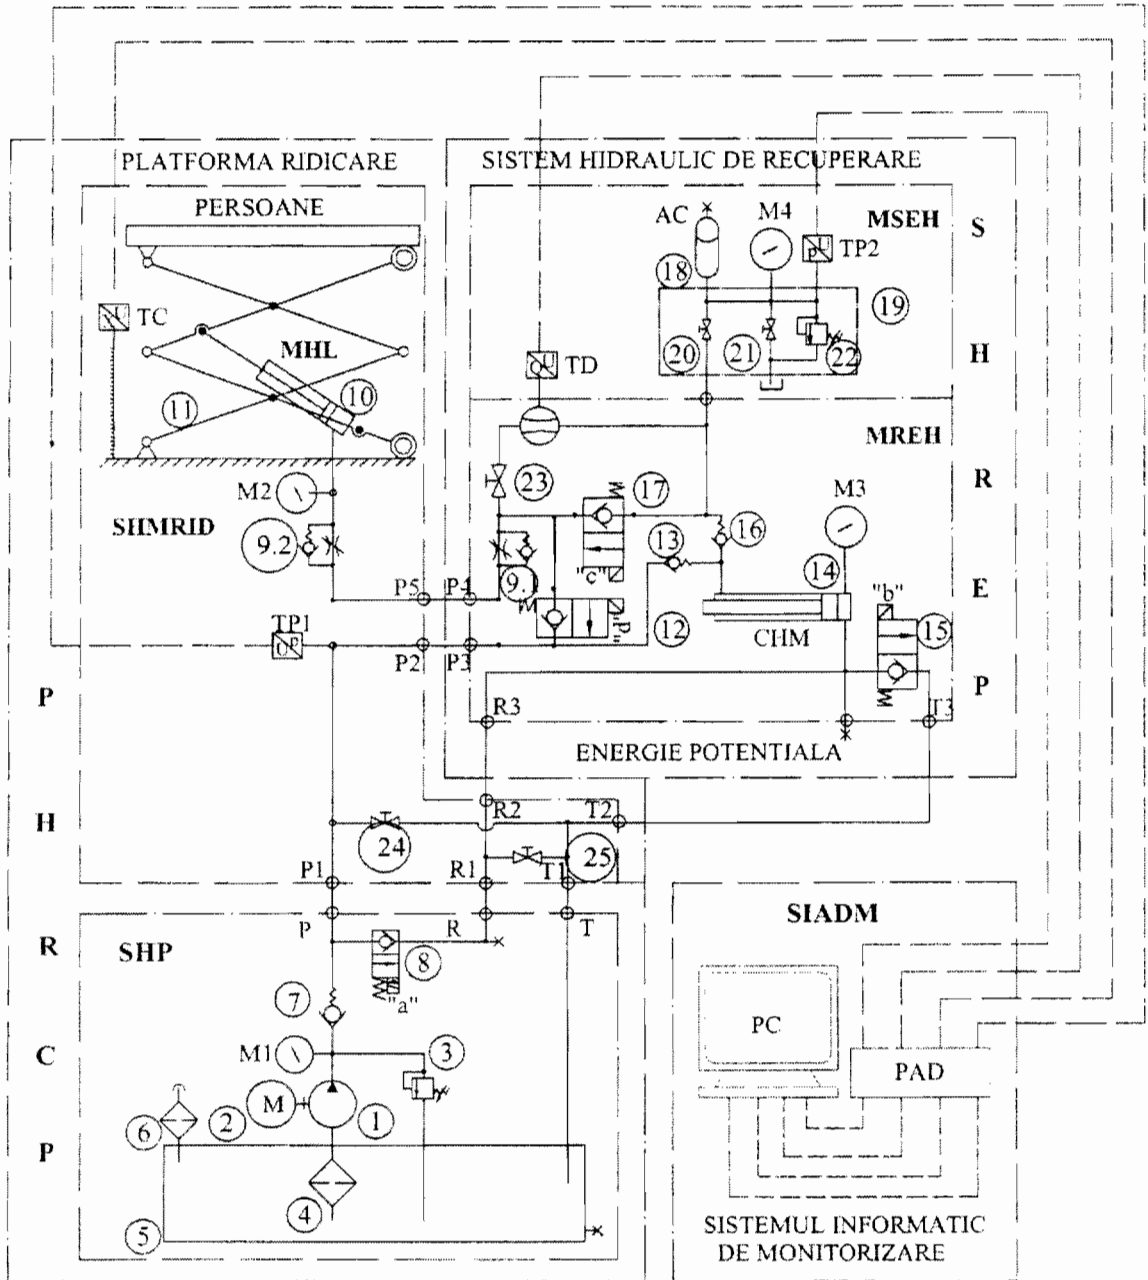 PLATFORMA RIDICARE
PERSOANE
TC
MHL
11
10
M2
SHMRID
9.2
TP1
P5
P4
P2
P3
SISTEM HIDRAULIC DE RECUPERARE
AC
M4
MSEH
TP2
18
19
20
21
22
TD
MREH
23
17
M3
16
13
"c"
9.1
14
"b"
"d"
12
CHM
15
R3
T3
ENERGIE POTENTIALA
S
H
R
E
P
R2
T2
24
25
P1
R1
T1
P
R
T
SHP
8
"a"
7
M1
3
M
2
1
6
4
5
P
H
R
C
P
SIADM
PC
PAD
SISTEMUL INFORMATIC
DE MONITORIZARE